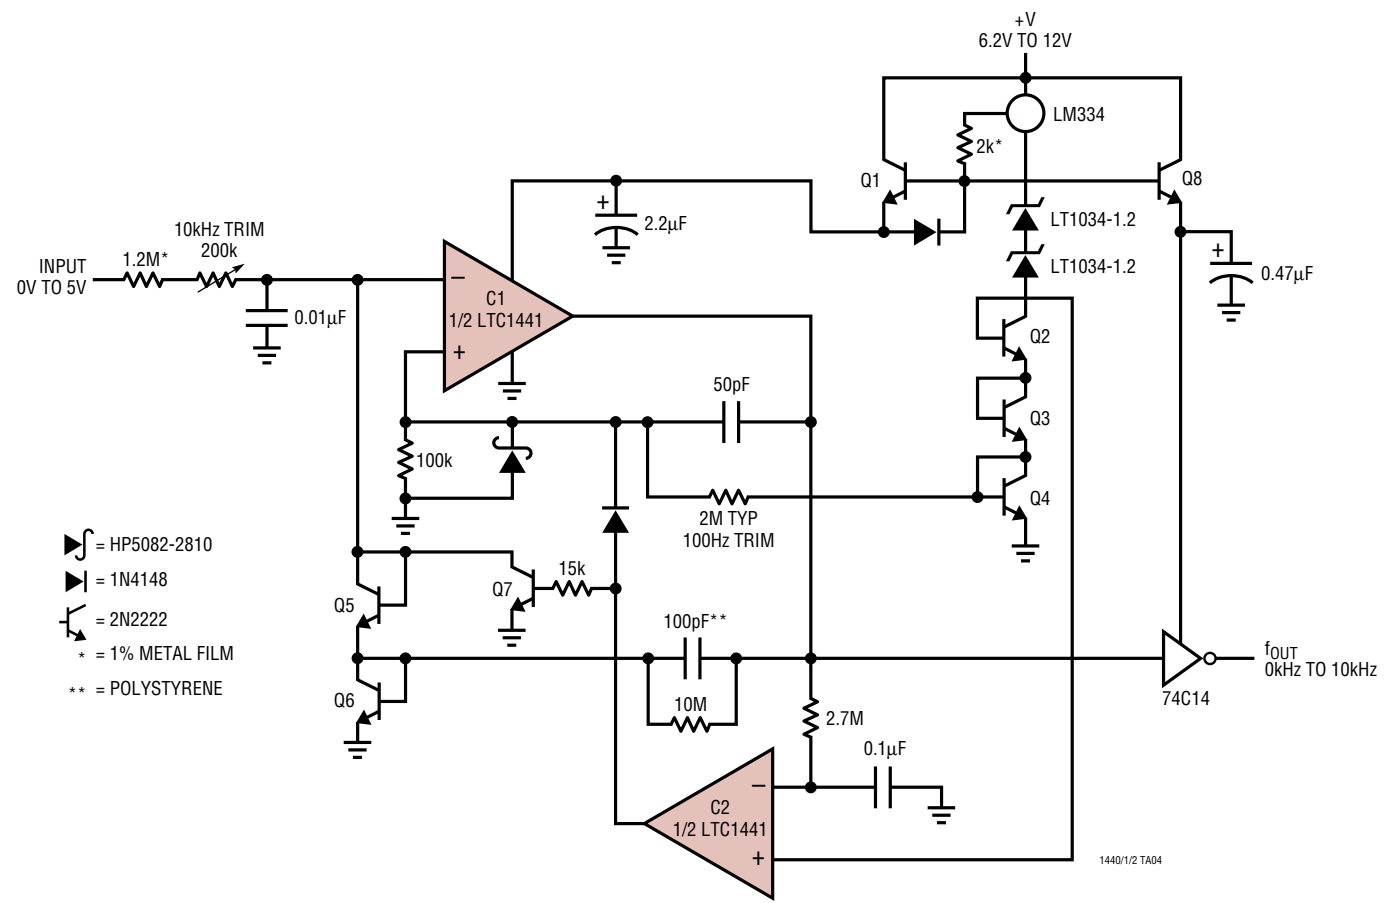 +V
6.2V TO 12V
LM334
2k*
Q1
Q8
+
2.2µF
LT1034-1.2
LT1034-1.2
+
0.47µF
10kHz TRIM
200k
1.2M*
INPUT
0V TO 5V
0.01µF
−
C1
1/2 LTC1441
+
Q2
Q3
Q4
50pF
100k
2M TYP
100Hz TRIM
= HP5082-2810
= 1N4148
= 2N2222
* = 1% METAL FILM
** = POLYSTYRENE
Q5
Q7
15k
Q6
100pF**
10M
2.7M
0.1µF
−
C2
1/2 LTC1441
+
74C14
fOUT
0kHz TO 10kHz
1440/1/2 TA04